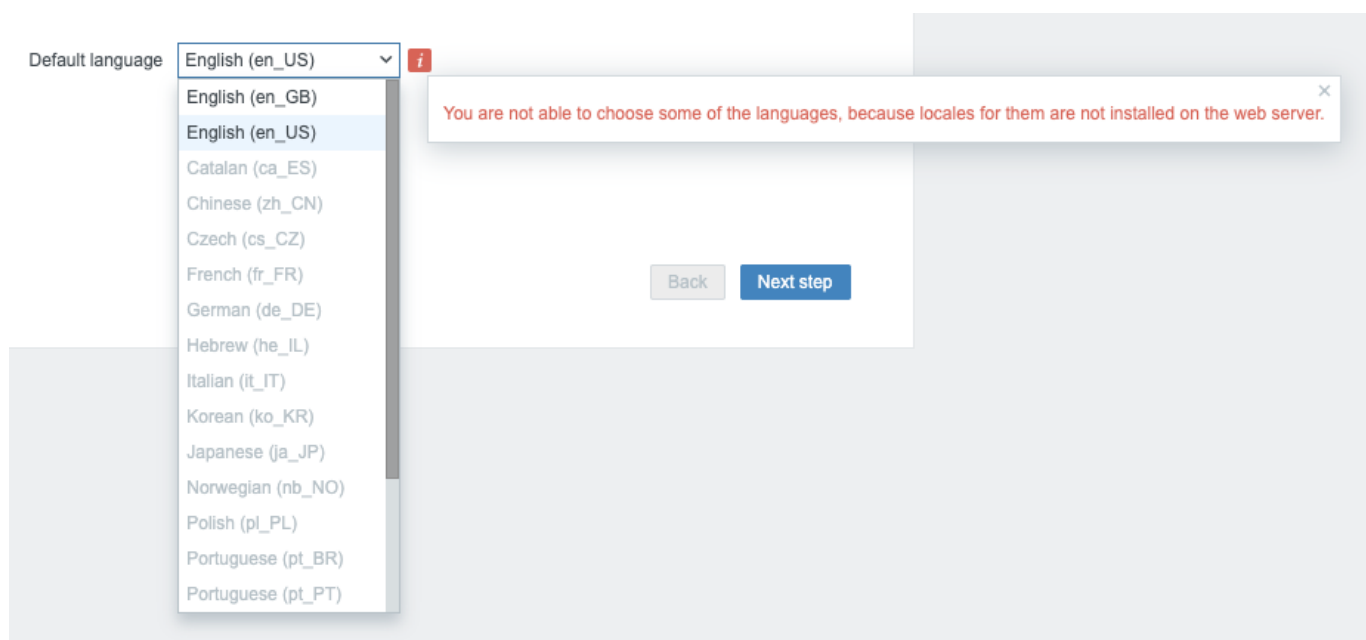 Default language English (en_US) i
English (en_GB)
×
You are not able to choose some of the languages, because locales for them are not installed on the web server.
English (en_US)
Catalan (ca_ES)
Chinese (zh_CN)
Czech (cs_CZ)
French (fr_FR)
Back Next step
German (de_DE)
Hebrew (he_IL)
Italian (it_IT)
Korean (ko_KR)
Japanese (ja_JP)
Norwegian (nb_NO)
Polish (pl_PL)
Portuguese (pt_BR)
Portuguese (pt_PT)